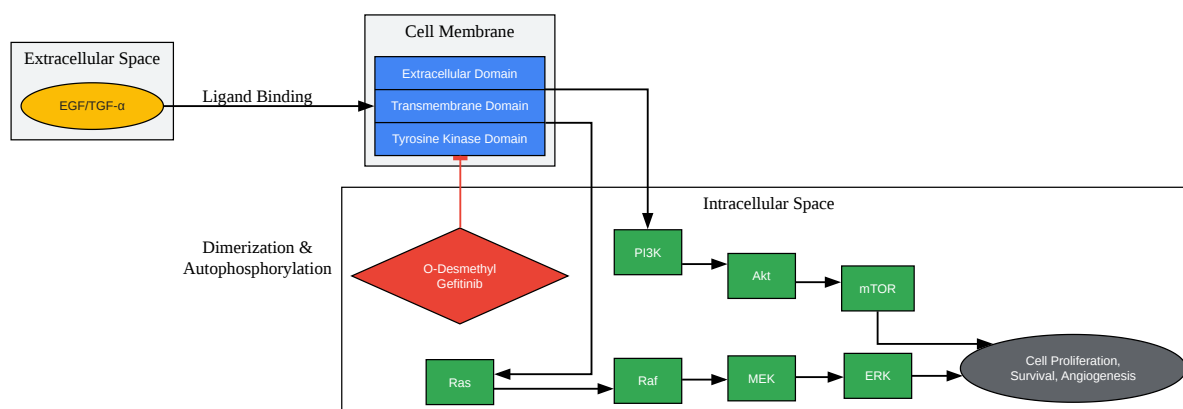 Cell Membrane
Extracellular Space
Extracellular Domain
EGF/TGF-α
Ligand Binding
Transmembrane Domain
Tyrosine Kinase Domain
Intracellular Space
Dimerization &
Autophosphorylation
PI3K
O-Desmethyl
Gefitinib
Akt
mTOR
Ras
Raf
MEK
ERK
Cell Proliferation,
Survival, Angiogenesis